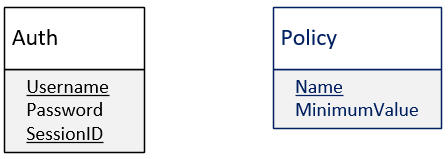 Auth
Username
Password
SessionID
Policy
Name
MinimumValue